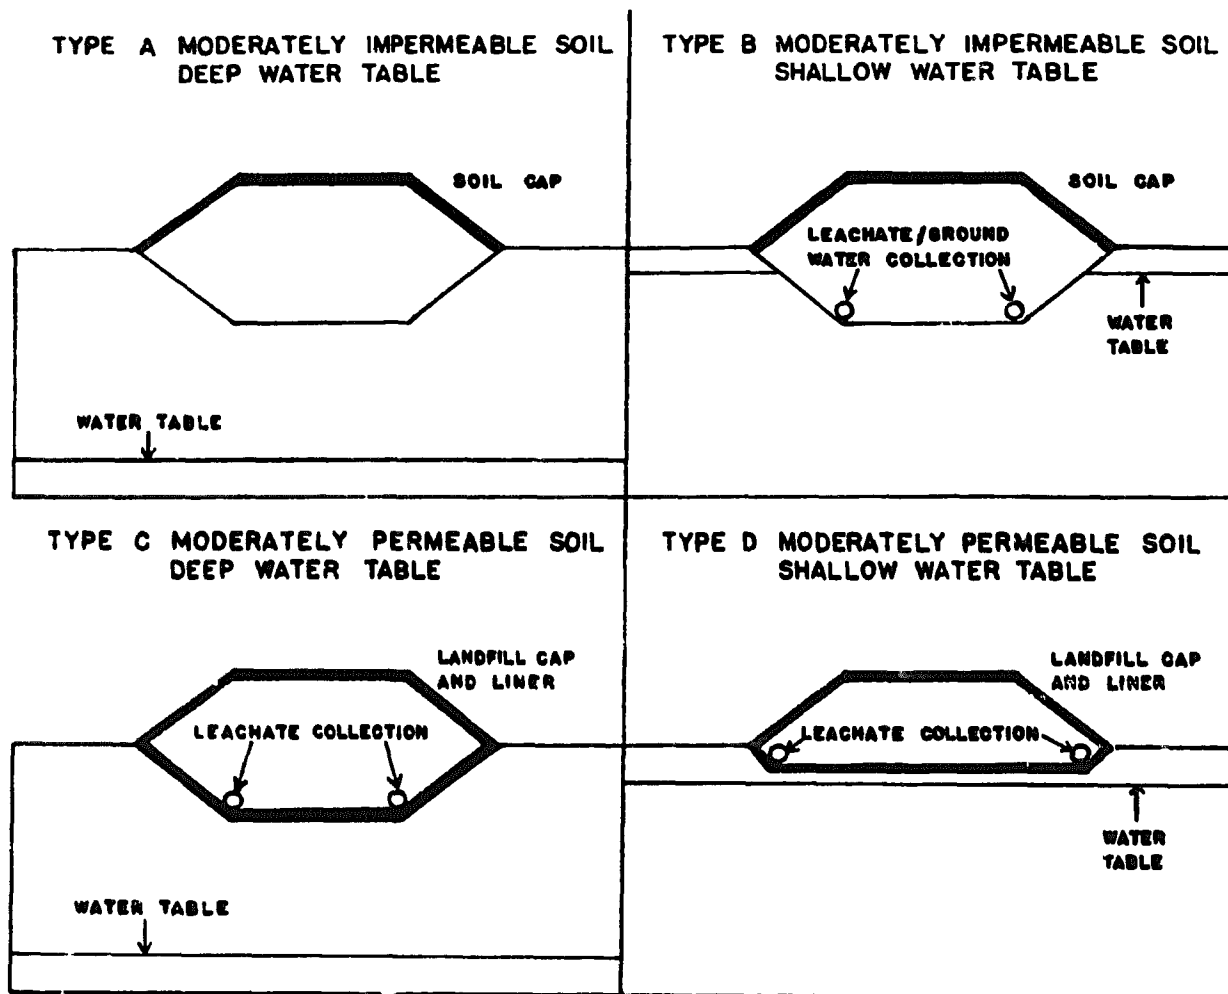 TYPE A MODERATELY IMPERMEABLE SOIL
DEEP WATER TABLE
SOIL CAP
WATER TABLE
TYPE B MODERATELY IMPERMEABLE SOIL
SHALLOW WATER TABLE
SOIL CAP
LEACHATE/GROUND
WATER COLLECTION
WATER
TABLE
TYPE C MODERATELY PERMEABLE SOIL
DEEP WATER TABLE
LANDFILL CAP
AND LINER
LEACHATE COLLECTION
WATER TABLE
TYPE D MODERATELY PERMEABLE SOIL
SHALLOW WATER TABLE
LANDFILL CAP
AND LINER
LEACHATE COLLECTION
WATER
TABLE